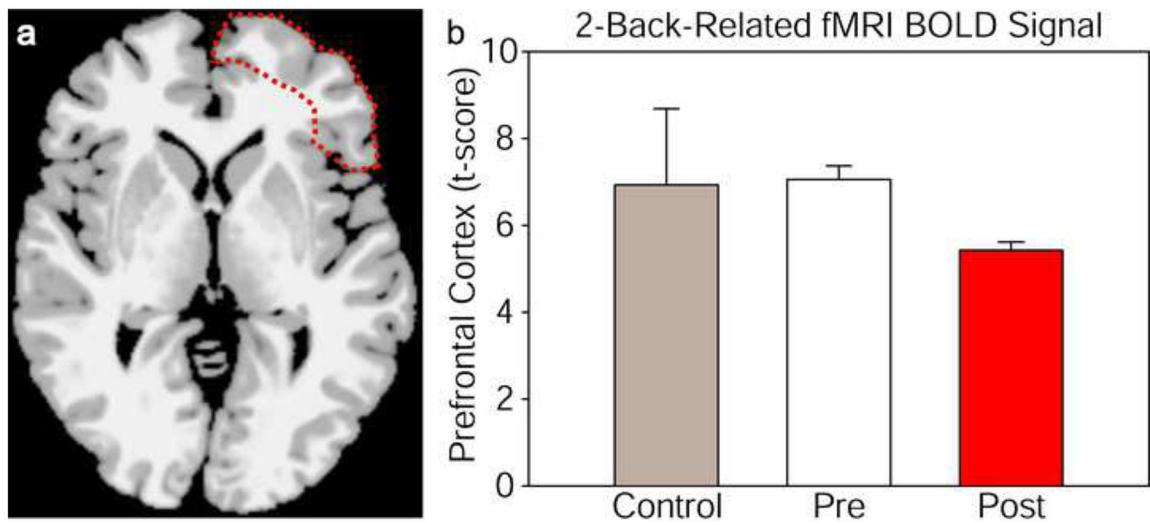 a
b
2-Back-Related fMRI BOLD Signal
Prefrontal Cortex (t-score)
10
8
6
4
2
0
Control Pre Post